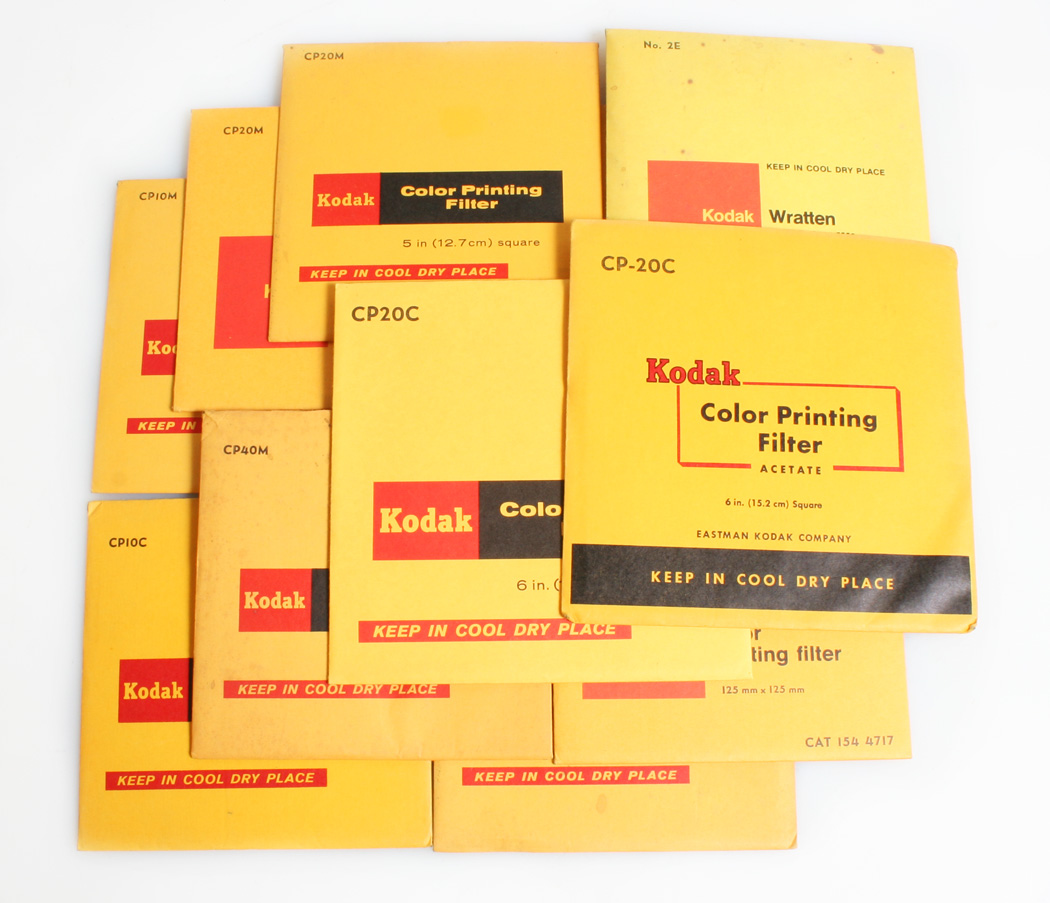 CP20M
Kodak
Color Printing
Filter
5 in (12.7cm) square
KEEP IN COOL DRY PLACE
No. 2E
KEEP IN COOL DRY PLACE
Kodak Wratten
CP20M
CP10M
KEEP IN
CP-20C
Kodak
Color Printing
Filter
ACETATE
6 in. (15.2 cm) Square
EASTMAN KODAK COMPANY
KEEP IN COOL DRY PLACE
CP20C
Kodak
6 in.
KEEP IN COOL DRY PLACE
CP40M
Kodak
KEEP IN COOL DRY PLACE
filter
125 mm x 125 mm
CAT 154 4717
CP10C
Kodak
KEEP IN COOL DRY PLACE
KEEP IN COOL DRY PLACE